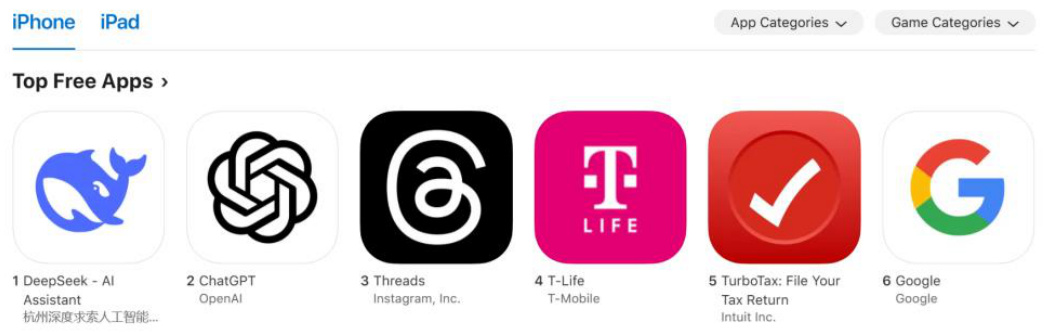 iPhone iPad App Categories Game Categories
Top Free Apps ›
T
LIFE
1 DeepSeek - AI Assistant
杭州深度求索人工智能...
2 ChatGPT
OpenAI
3 Threads
Instagram, Inc.
4 T-Life
T-Mobile
5 TurboTax: File Your
Tax Return
Intuit Inc.
6 Google
Google